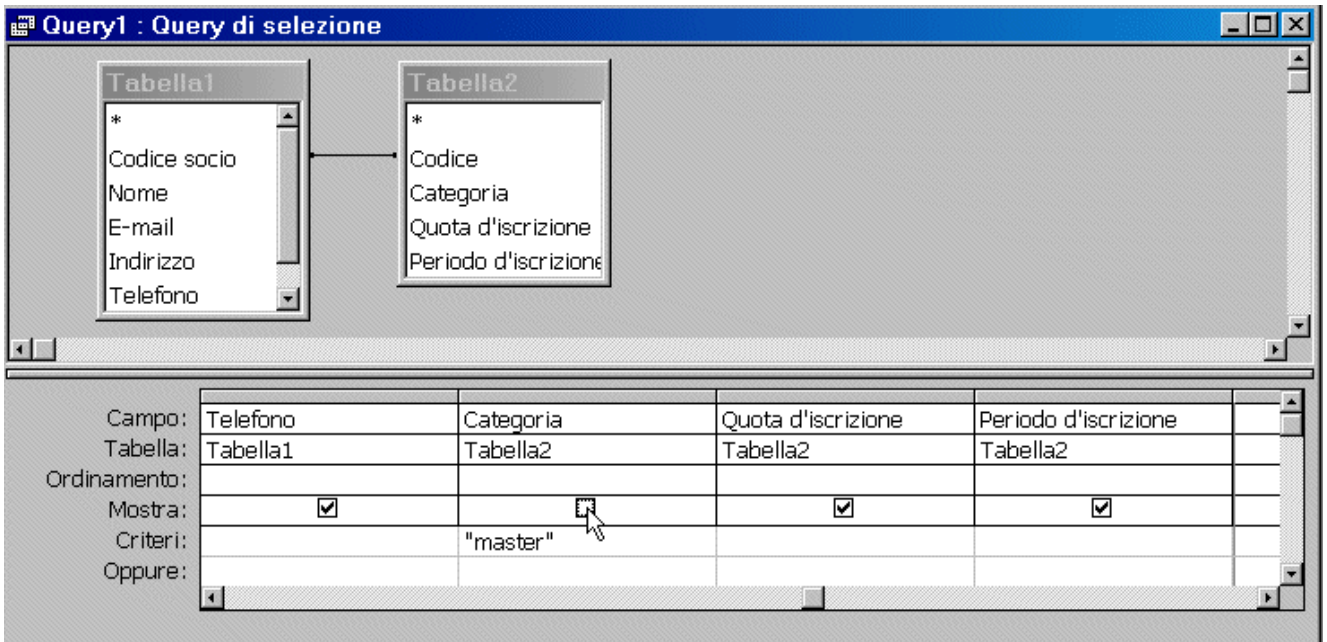 Query1 : Query di selezione
Tabella1
*
Codice socio
Nome
E-mail
Indirizzo
Telefono
Tabella2
*
Codice
Categoria
Quota d'iscrizione
Periodo d'iscrizione
Campo: Telefono Categoria Quota d'iscrizione Periodo d'iscrizione
Tabella: Tabella1 Tabella2 Tabella2 Tabella2
Ordinamento:
Mostra:
Criteri: "master"
Oppure: